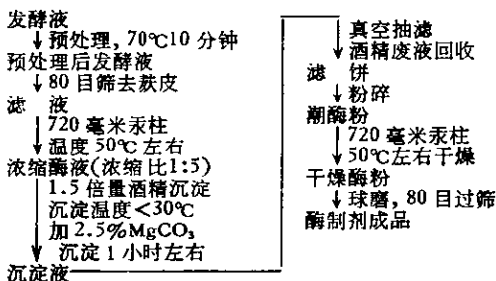 发酵液
预处理，70℃10 分钟
预处理后发酵液
80 目筛去麸皮
滤 液
720 毫米汞柱
温度 50℃左右
浓缩酶液(浓缩比1:5)
1.5 倍量酒精沉淀
沉淀温度<30℃
加 2.5%MgCO₃
沉淀 1 小时左右
沉淀液
真空抽滤
酒精废液回收
滤 饼
粉碎
潮酶粉
720 毫米汞柱
50℃左右干燥
干燥酶粉
球磨，80 目过筛
酶制剂成品